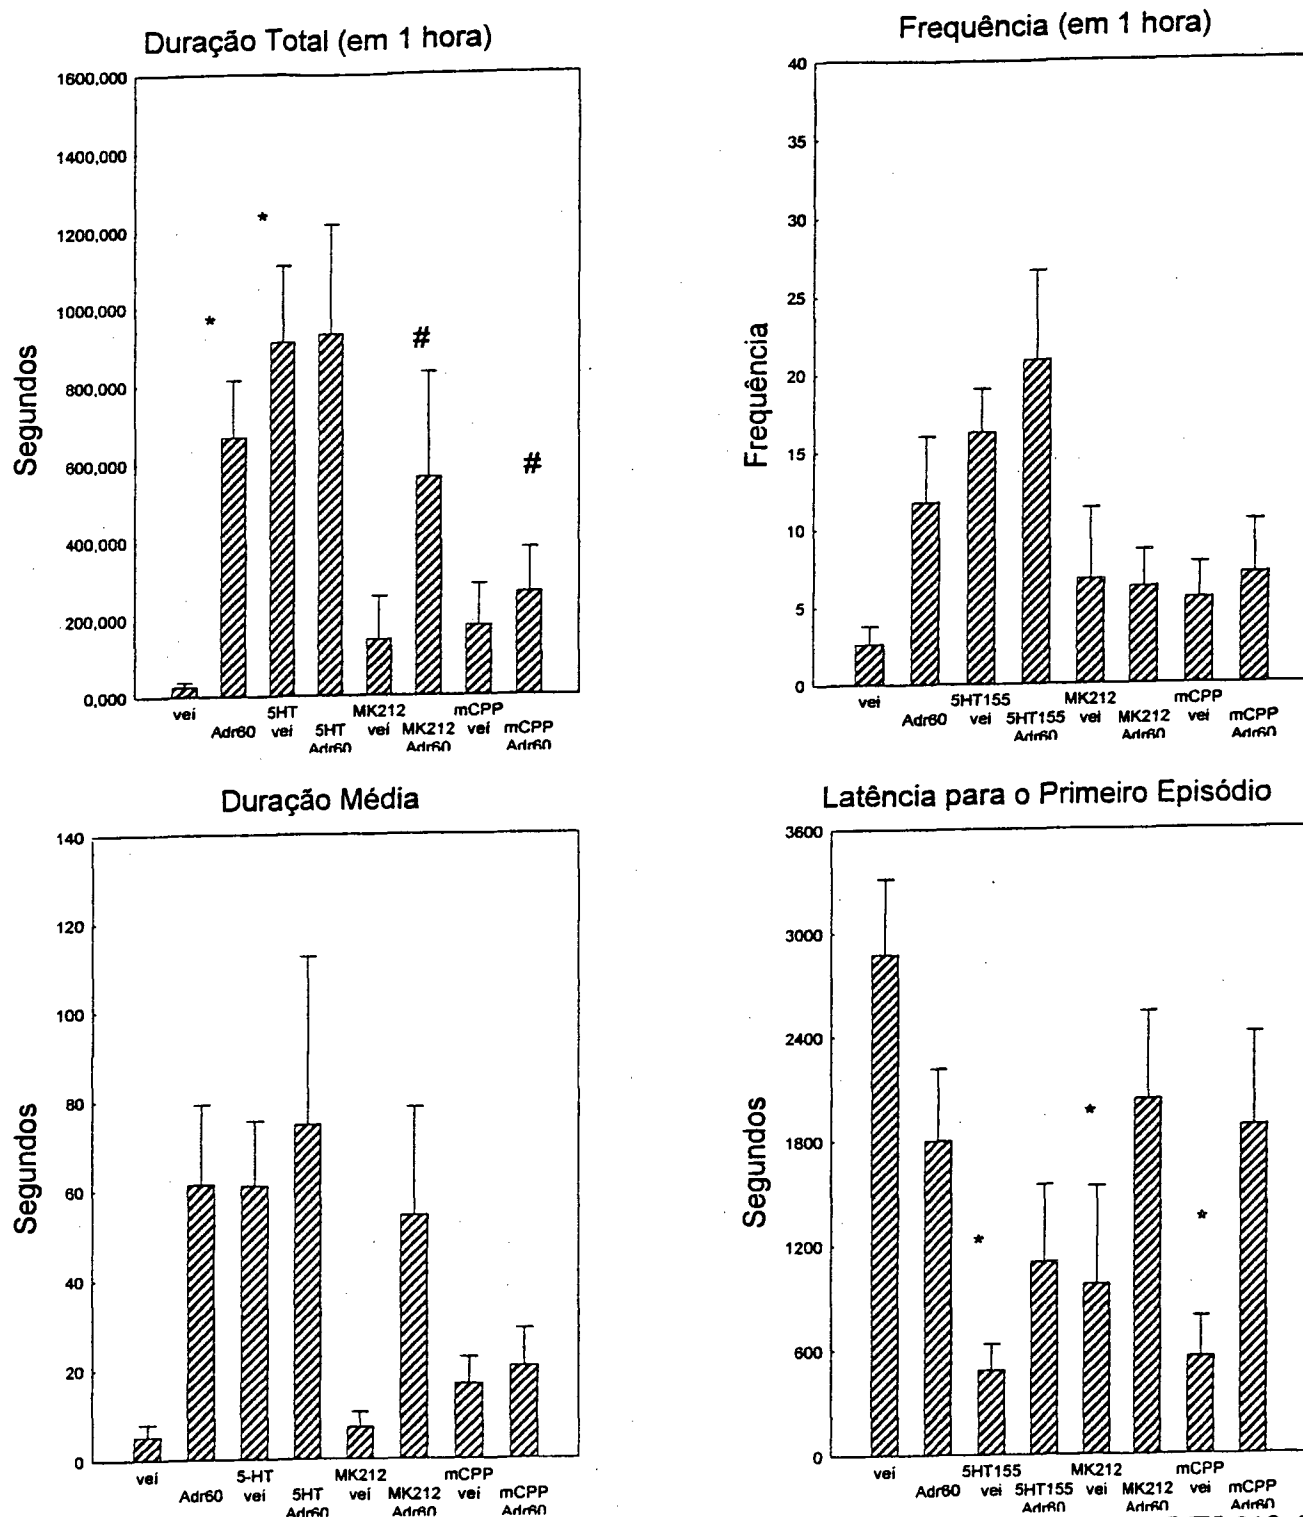 Duração Total (em 1 hora)
1600,000
1400,000
1200,000
1000,000
800,000
600,000
400,000
200,000
0,000
Segundos
*
*
#
#
vei
Adr60
5HT
vei
5HT
Adr60
MK212
vei
MK212
Adr60
mCPP
vei
mCPP
Adr60
Frequência (em 1 hora)
40
35
30
25
20
15
10
5
0
Frequência
vei
Adr60
5HT155
vei
5HT155
Adr60
MK212
vei
MK212
Adr60
mCPP
vei
mCPP
Adr60
Duração Média
140
120
100
80
60
40
20
0
Segundos
vei
Adr60
5-HT
vei
5HT
Adr60
MK212
vei
MK212
Adr60
mCPP
vei
mCPP
Adr60
Latência para o Primeiro Episódio
3600
3000
2400
1800
1200
600
0
Segundos
*
*
*
vei
Adr60
5HT155
vei
5HT155
Adr60
MK212
vei
MK212
Adr60
mCPP
vei
mCPP
Adr60